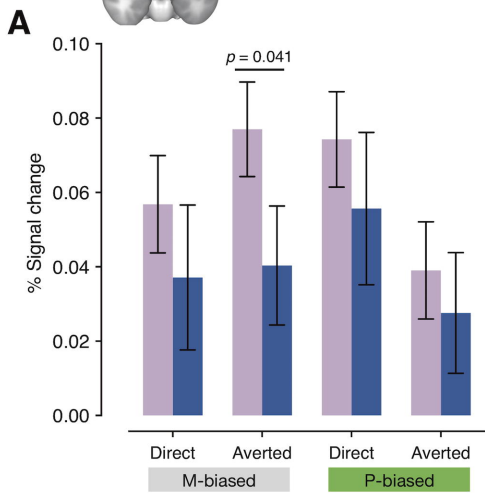 A
p = 0.041
% Signal change
0.10
0.08
0.06
0.04
0.02
0.00
Direct Averted Direct Averted
M-biased P-biased